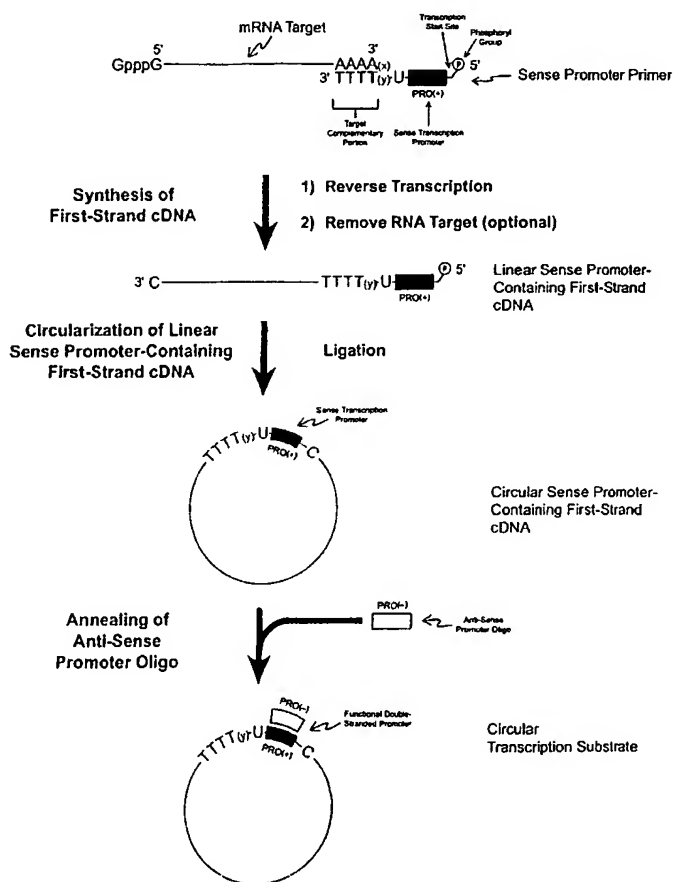 mRNA Target
5'
GpppG
3'
AAAA(x)
3' TTTT(y)-U
PRO(+)
P 5'
Transcription
Start Site
Phosphoryl
Group
Sense Promoter Primer
Target
Complementary
Portion
Sense Transcription
Promoter
Synthesis of
First-Strand cDNA
1) Reverse Transcription
2) Remove RNA Target (optional)
3' C
TTTT(y)-U
PRO(+)
P 5'
Linear Sense Promoter-
Containing First-Strand
cDNA
Circularization of Linear
Sense Promoter-Containing
First-Strand cDNA
Ligation
Sense Transcription
Promoter
TTTT(y)-U
PRO(+)
C
Circular Sense Promoter-
Containing First-Strand
cDNA
Annealing of
Anti-Sense
Promoter Oligo
PRO(-)
Anti-Sense
Promoter Oligo
PRO(-)
Functional Double-
Stranded Promoter
TTTT(y)-U
PRO(+)
C
Circular
Transcription Substrate